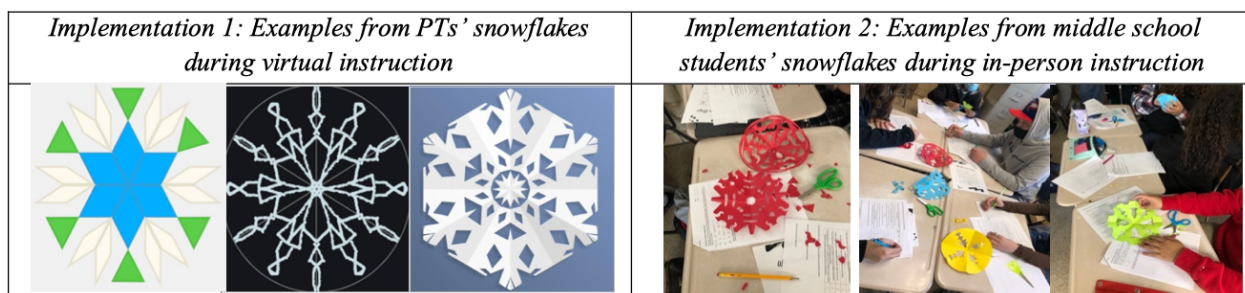 Implementation 1: Examples from PTs’ snowflakes
during virtual instruction
Implementation 2: Examples from middle school
students’ snowflakes during in-person instruction